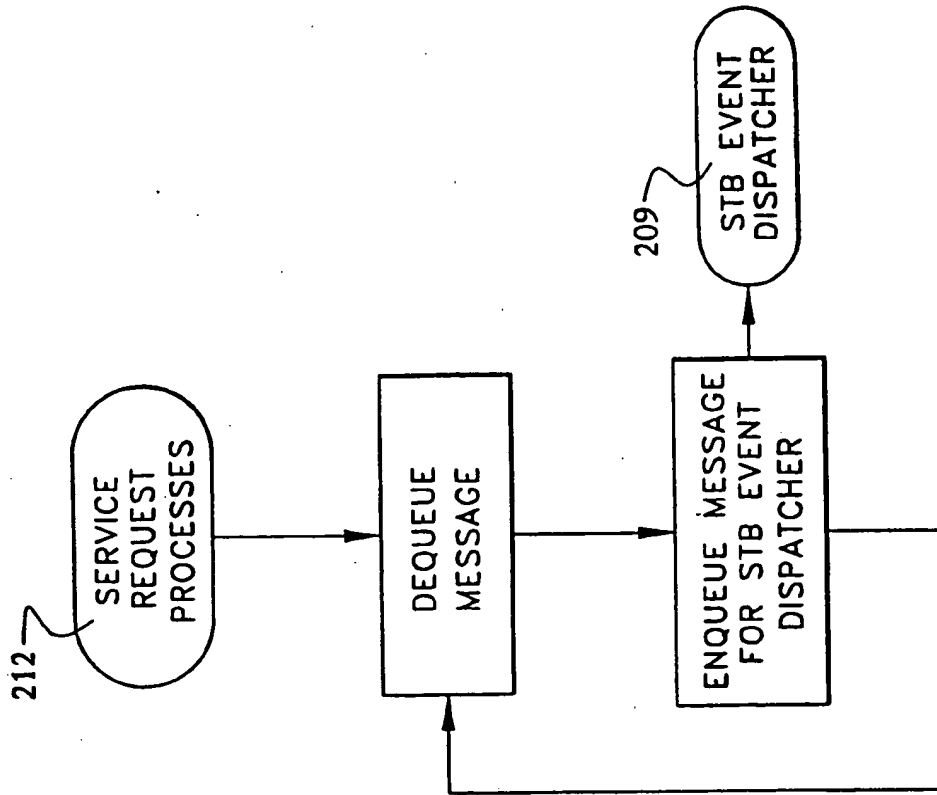 212
SERVICE
REQUEST
PROCESSES
DEQUEUE
MESSAGE
ENQUEUE MESSAGE
FOR STB EVENT
DISPATCHER
209
STB EVENT
DISPATCHER